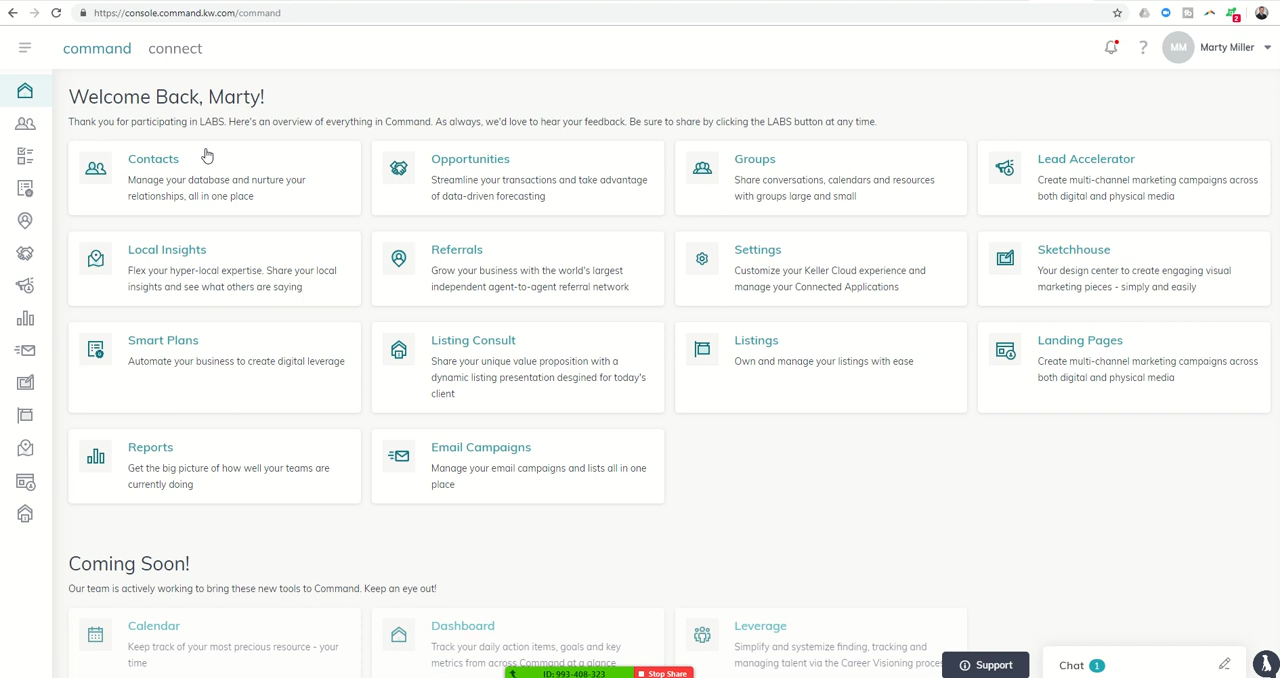 https://console.command.kw.com/command
2
command connect
? MM Marty Miller
Welcome Back, Marty!
Thank you for participating in LABS. Here's an overview of everything in Command. As always, we'd love to hear your feedback. Be sure to share by clicking the LABS button at any time.
Contacts
Manage your database and nurture your
relationships, all in one place
Opportunities
Streamline your transactions and take advantage
of data-driven forecasting
Groups
Share conversations, calendars and resources
with groups large and small
Lead Accelerator
Create multi-channel marketing campaigns across
both digital and physical media
Local Insights
Flex your hyper-local expertise. Share your local
insights and see what others are saying
Referrals
Grow your business with the world's largest
independent agent-to-agent referral network
Settings
Customize your Keller Cloud experience and
manage your Connected Applications
Sketchhouse
Your design center to create engaging visual
marketing pieces - simply and easily
Smart Plans
Automate your business to create digital leverage
Listing Consult
Share your unique value proposition with a
dynamic listing presentation desgined for today's
client
Listings
Own and manage your listings with ease
Landing Pages
Create multi-channel marketing campaigns across
both digital and physical media
Reports
Get the big picture of how well your teams are
currently doing
Email Campaigns
Manage your email campaigns and lists all in one
place
Coming Soon!
Our team is actively working to bring these new tools to Command. Keep an eye out!
Calendar
Keep track of your most precious resource - your
time
Dashboard
Track your daily action items, goals and key
metrics from across Command at a glance
Leverage
Simplify and systemize finding, tracking and
managing talent via the Career Visioning
Support
Chat 1
ID: 993-408-323 Stop Share